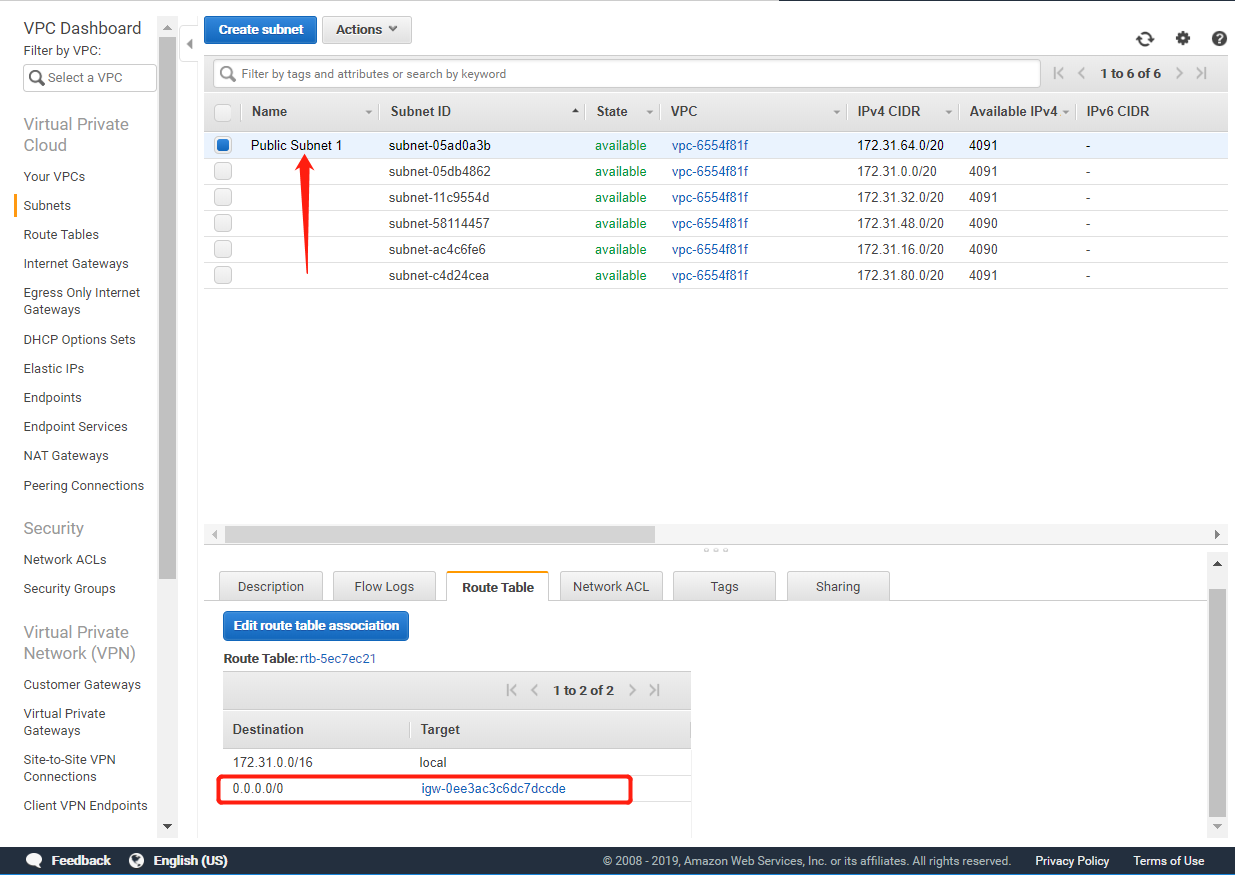 VPC Dashboard
Filter by VPC:
Select a VPC
Virtual Private
Cloud
Your VPCs
Subnets
Route Tables
Internet Gateways
Egress Only Internet
Gateways
DHCP Options Sets
Elastic IPs
Endpoints
Endpoint Services
NAT Gateways
Peering Connections
Security
Network ACLs
Security Groups
Virtual Private
Network (VPN)
Customer Gateways
Virtual Private
Gateways
Site-to-Site VPN
Connections
Client VPN Endpoints
Create subnet Actions
Filter by tags and attributes or search by keyword 1 to 6 of 6
Name Subnet ID State VPC IPv4 CIDR Available IPv4 IPv6 CIDR
Public Subnet 1 subnet-05ad0a3b available vpc-6554f81f 172.31.64.0/20 4091 -
subnet-05db4862 available vpc-6554f81f 172.31.0.0/20 4091 -
subnet-11c9554d available vpc-6554f81f 172.31.32.0/20 4091 -
subnet-58114457 available vpc-6554f81f 172.31.48.0/20 4090 -
subnet-ac4c6fe6 available vpc-6554f81f 172.31.16.0/20 4090 -
subnet-c4d24cea available vpc-6554f81f 172.31.80.0/20 4091 -
Description Flow Logs Route Table Network ACL Tags Sharing
Edit route table association
Route Table: rtb-5ec7ec21
1 to 2 of 2
Destination Target
172.31.0.0/16 local
0.0.0.0/0 igw-0ee3ac3c6dc7dccde
Feedback English (US) © 2008 - 2019, Amazon Web Services, Inc. or its affiliates. All rights reserved. Privacy Policy Terms of Use